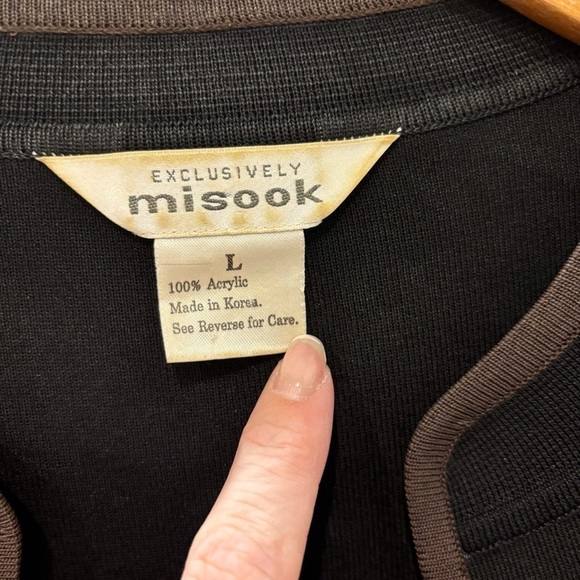 EXCLUSIVELY
misook
L
100% Acrylic
Made in Korea.
See Reverse for Care.